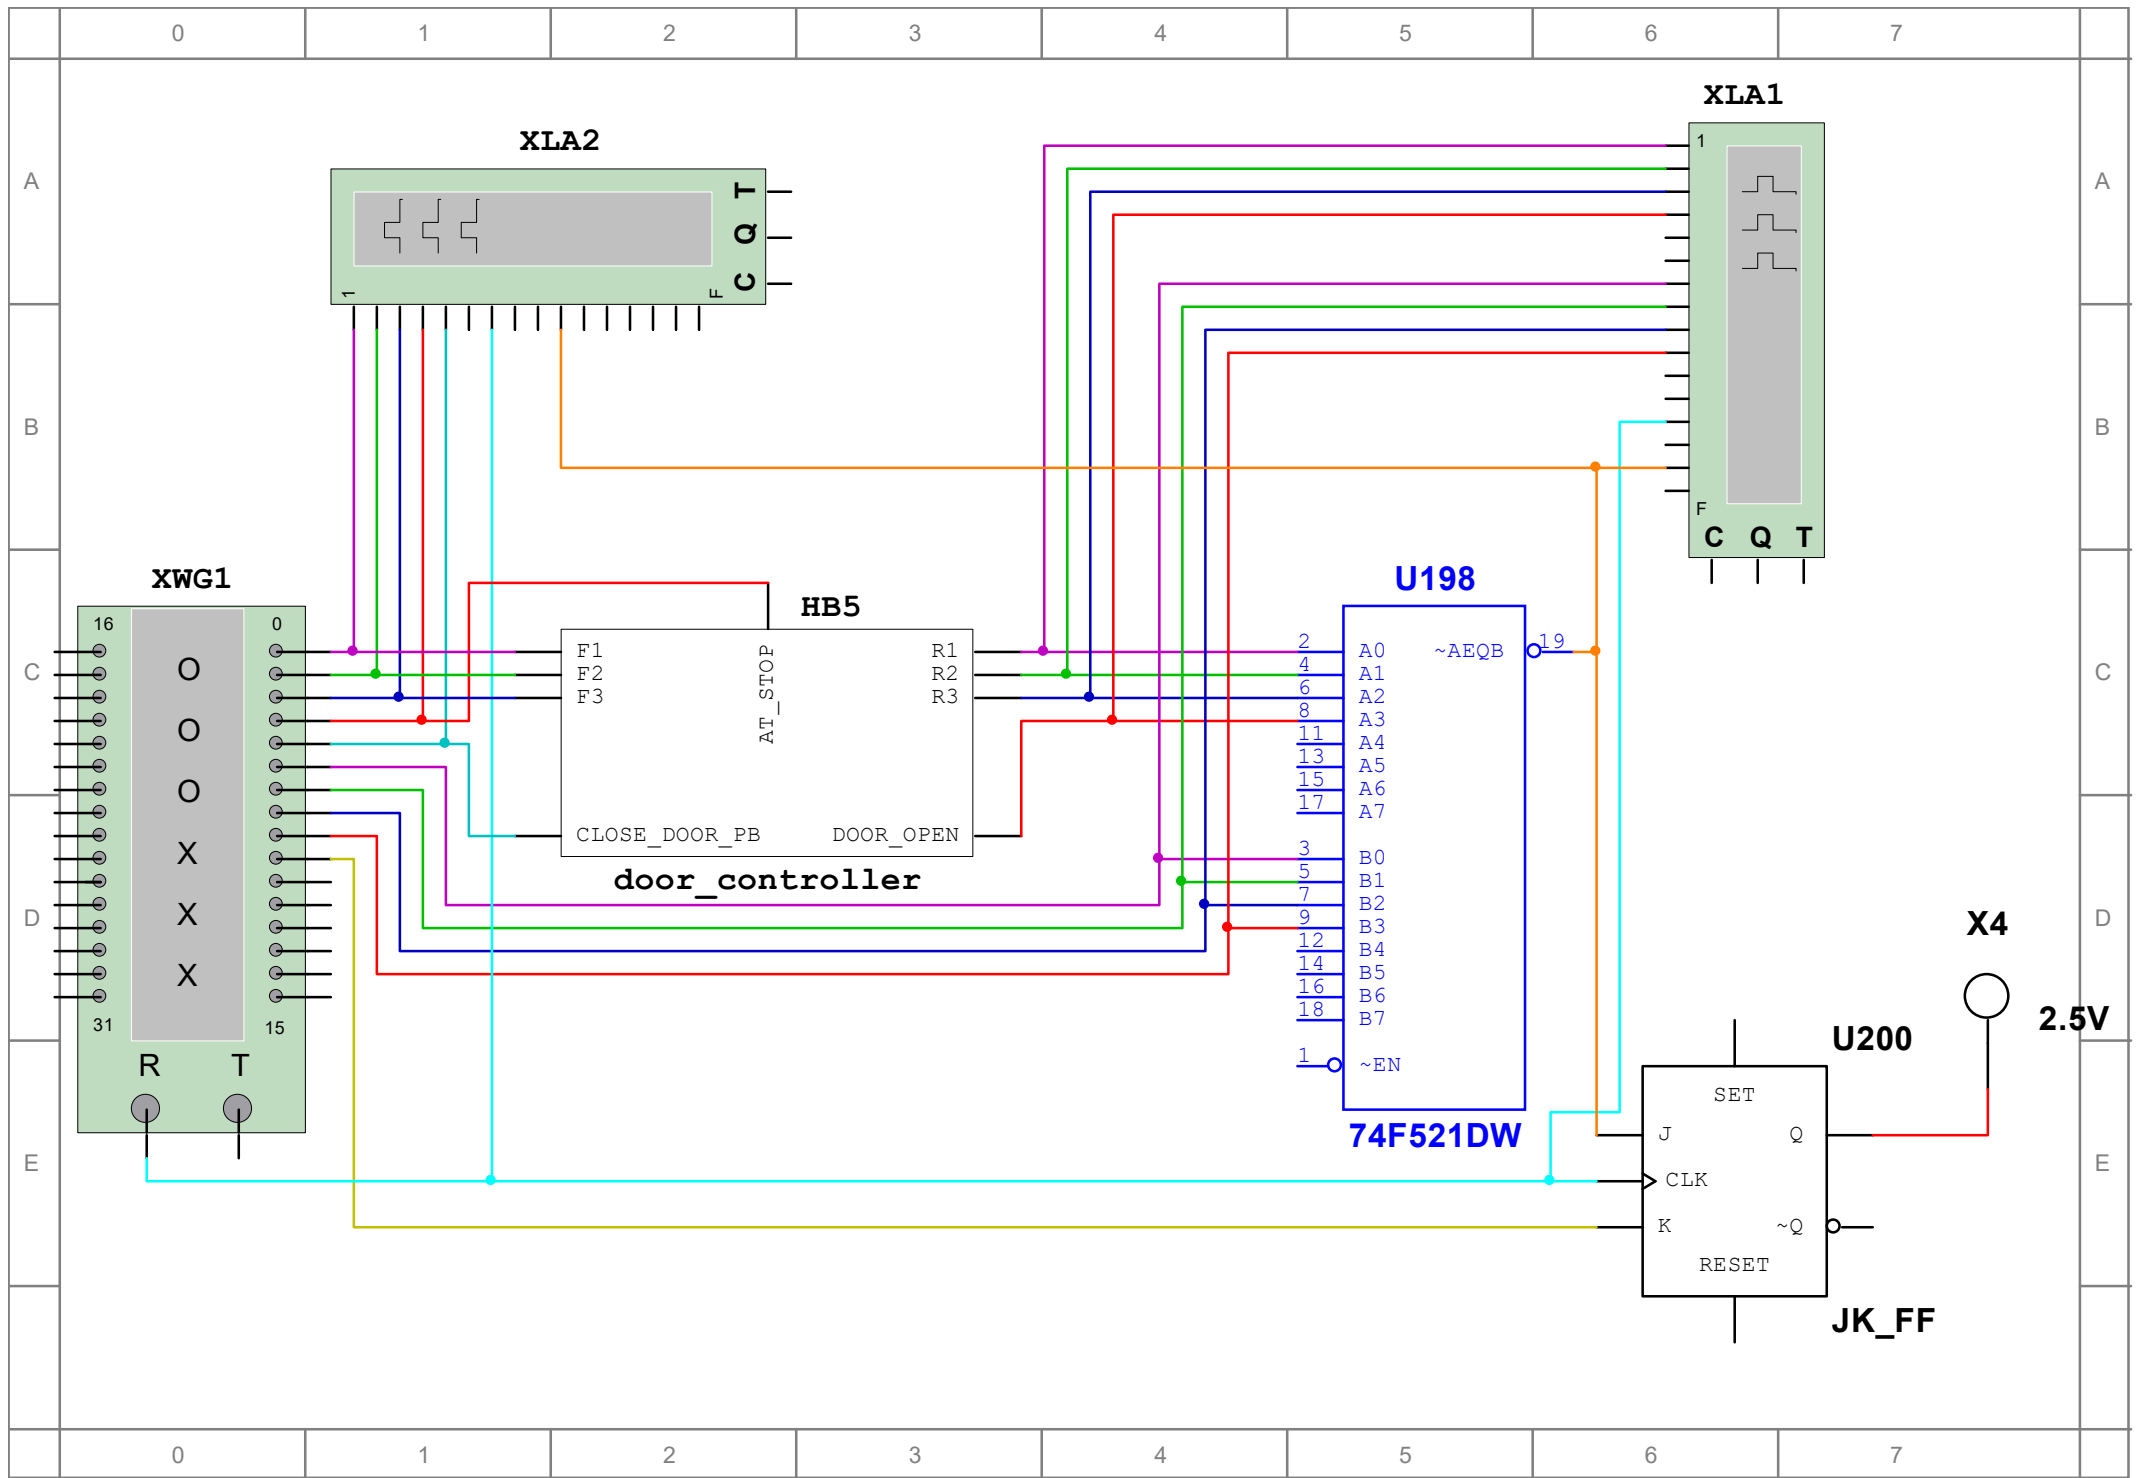 0 1 2 3 4 5 6 7
XLA1
1
XLA2
A A
T
Q
C
1 F
B B
F
C Q T
XWG1 U198
HB5
16 0
F1 R1 2 A0 ~AEQB 19
C O F2 AT_STOP R2 4 A1 C
F3 R3 6 A2
8 A3
O 11 A4
13 A5
O 15 A6
17 A7
CLOSE_DOOR_PB DOOR_OPEN
X 3 B0
door_controller 5 B1
7 B2
D X 9 B3 X4 D
12 B4
X 14 B5
16 B6
31 15 18 B7 2.5V
U200
R T 1 ~EN
SET
74F521DW J Q
E E
CLK
K ~Q
RESET
JK_FF
0 1 2 3 4 5 6 7